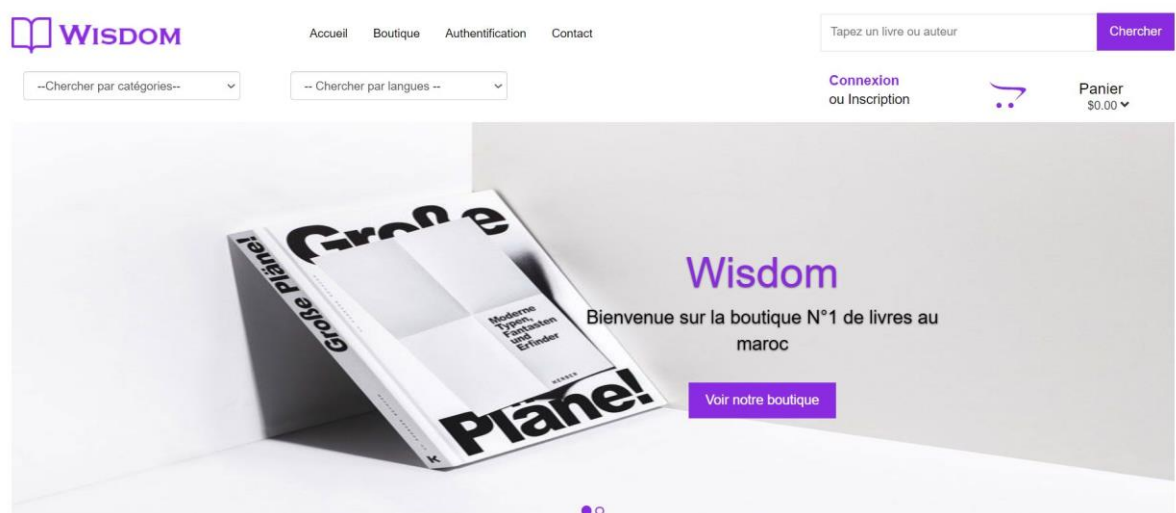 WISDOM
Accueil Boutique Authentification Contact
Tapez un livre ou auteur
Chercher
--Chercher par catégories--
-- Chercher par langues --
Connexion
ou Inscription
Panier
$0.00
Große
Große Pläne!
Moderne
Typen,
Fantasten
und
Erfinder
KERBER
Pläne!
Wisdom
Bienvenue sur la boutique N°1 de livres au
maroc
Voir notre boutique